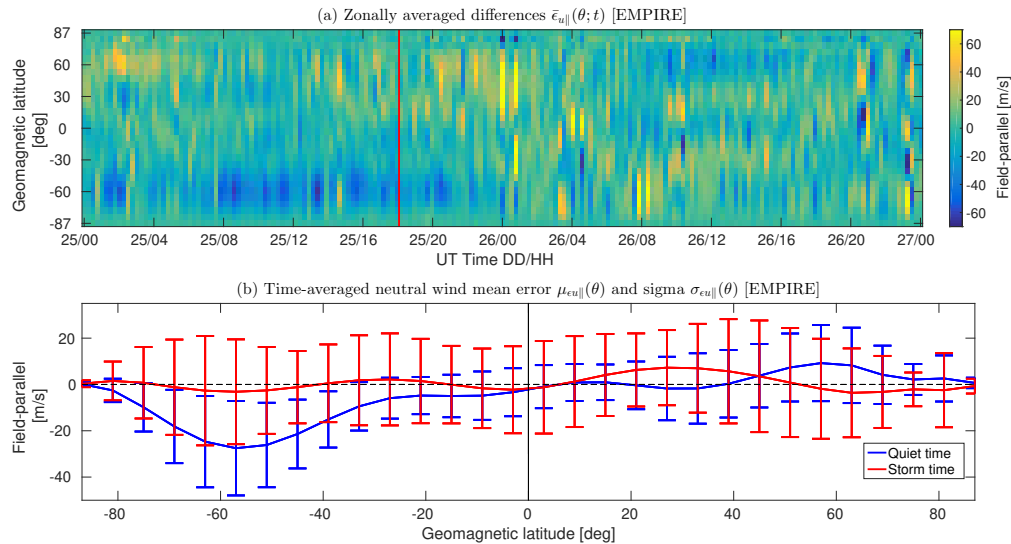 (a) Zonally averaged differences ε̄u∥(θ; t) [EMPIRE]
87
60
30
0
-30
-60
-87
Geomagnetic latitude
[deg]
25/00 25/04 25/08 25/12 25/16 25/20 26/00 26/04 26/08 26/12 26/16 26/20 27/00
UT Time DD/HH
60
40
20
0
-20
-40
-60
Field-parallel [m/s]
(b) Time-averaged neutral wind mean error μϵu∥(θ) and sigma σϵu∥(θ) [EMPIRE]
20
0
-20
-40
Field-parallel
[m/s]
Quiet time
Storm time
-80 -60 -40 -20 0 20 40 60 80
Geomagnetic latitude [deg]